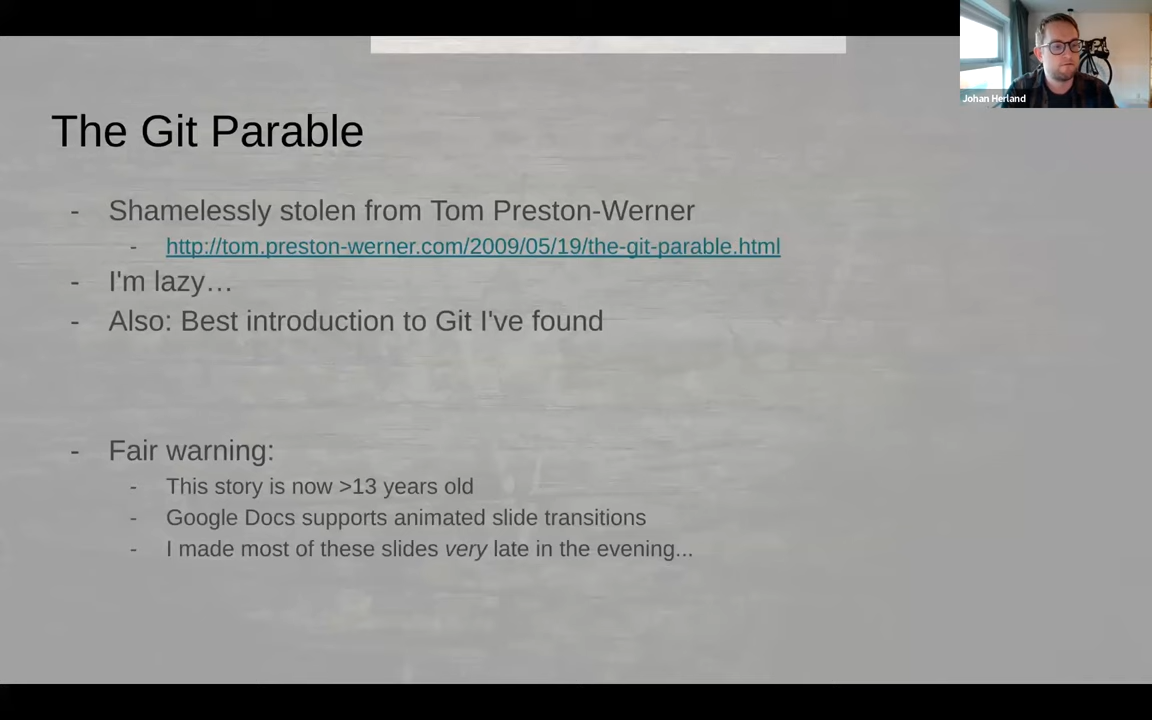 Johan Herland
The Git Parable
- Shamelessly stolen from Tom Preston-Werner
- http://tom.preston-werner.com/2009/05/19/the-git-parable.html
- I'm lazy…
- Also: Best introduction to Git I've found
- Fair warning:
- This story is now >13 years old
- Google Docs supports animated slide transitions
- I made most of these slides very late in the evening...